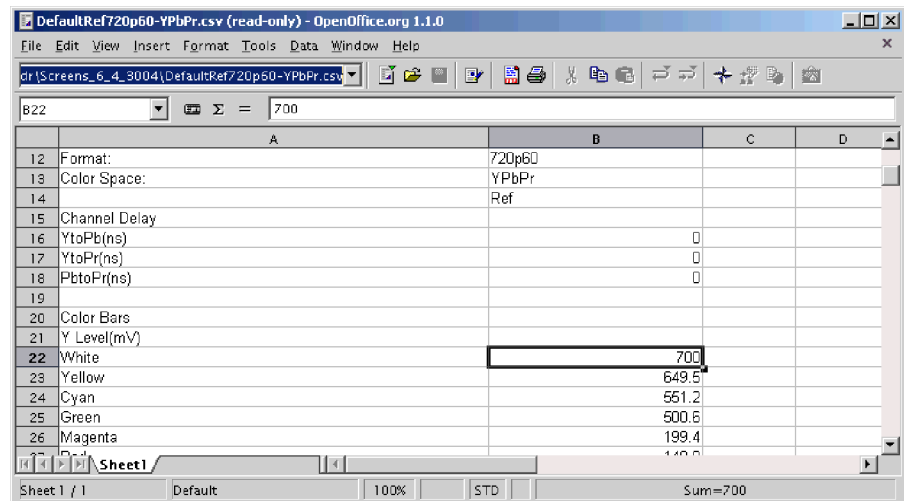 DefaultRef720p60-YPbPr.csv (read-only) - OpenOffice.org 1.1.0
File Edit View Insert Format Tools Data Window Help
dr\Screens_6_4_3004\DefaultRef720p60-YPbPr.csv
B22 Σ = 700
A B C D
12 Format: 720p60
13 Color Space: YPbPr
14 Ref
15 Channel Delay
16 YtoPb(ns) 0
17 YtoPr(ns) 0
18 PbtoPr(ns) 0
19
20 Color Bars
21 Y Level(mV)
22 White 700
23 Yellow 649.5
24 Cyan 551.2
25 Green 500.6
26 Magenta 199.4
Sheet1
Sheet 1 / 1 Default 100% STD Sum=700